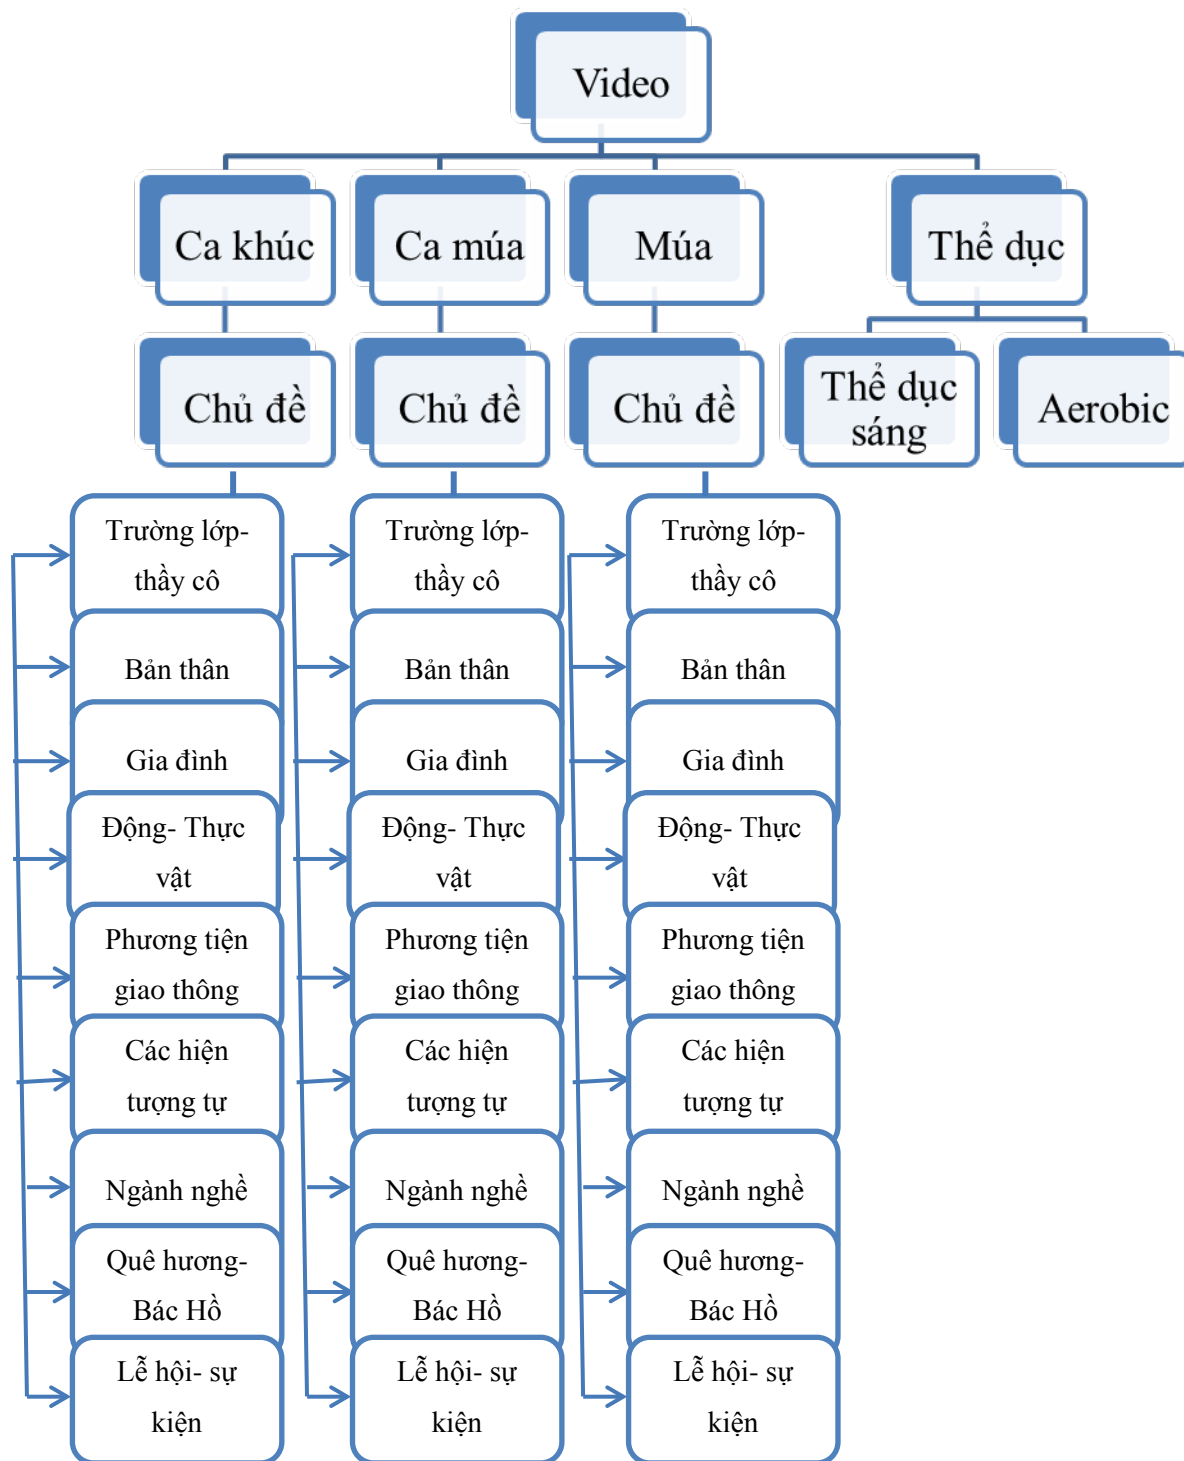 Video
Ca khúc
Ca múa
Múa
Thể dục
Chủ đề
Chủ đề
Chủ đề
Thể dục
sáng
Aerobic
Trường lớp-
thầy cô
Bản thân
Gia đình
Động- Thực
vật
Phương tiện
giao thông
Các hiện
tượng tự
Ngành nghề
Quê hương-
Bác Hồ
Lễ hội- sự
kiện
Trường lớp-
thầy cô
Bản thân
Gia đình
Động- Thực
vật
Phương tiện
giao thông
Các hiện
tượng tự
Ngành nghề
Quê hương-
Bác Hồ
Lễ hội- sự
kiện
Trường lớp-
thầy cô
Bản thân
Gia đình
Động- Thực
vật
Phương tiện
giao thông
Các hiện
tượng tự
Ngành nghề
Quê hương-
Bác Hồ
Lễ hội- sự
kiện